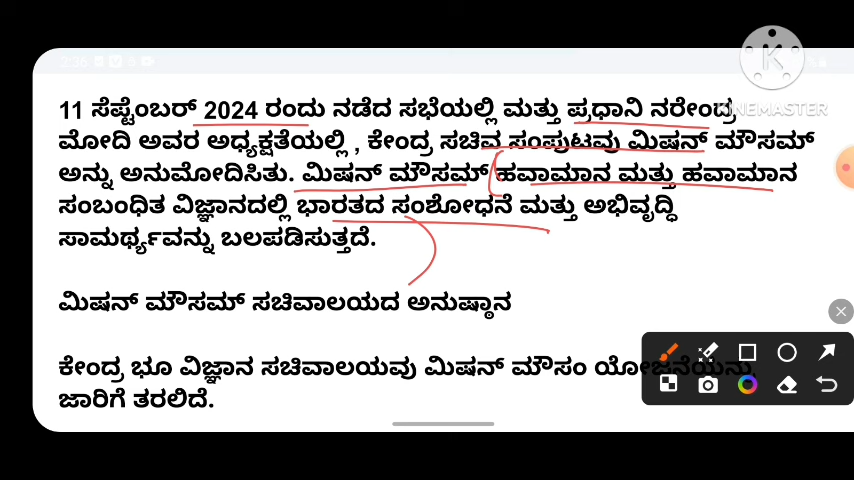 2:36
KINEMASTER
11 ಸೆಪ್ಟೆಂಬರ್ 2024 ರಂದು ನಡೆದ ಸಭೆಯಲ್ಲಿ ಮತ್ತು ಪ್ರಧಾನಿ ನರೇಂದ್ರ
ಮೋದಿ ಅವರ ಅಧ್ಯಕ್ಷತೆಯಲ್ಲಿ , ಕೇಂದ್ರ ಸಚಿವ ಸಂಪುಟವು ಮಿಷನ್ ಮೌಸಮ್
ಅನ್ನು ಅನುಮೋದಿಸಿತು. ಮಿಷನ್ ಮೌಸಮ್ ಹವಾಮಾನ ಮತ್ತು ಹವಾಮಾನ
ಸಂಬಂಧಿತ ವಿಜ್ಞಾನದಲ್ಲಿ ಭಾರತದ ಸಂಶೋಧನೆ ಮತ್ತು ಅಭಿವೃದ್ಧಿ
ಸಾಮರ್ಥ್ಯವನ್ನು ಬಲಪಡಿಸುತ್ತದೆ.
ಮಿಷನ್ ಮೌಸಮ್ ಸಚಿವಾಲಯದ ಅನುಷ್ಠಾನ
ಕೇಂದ್ರ ಭೂ ವಿಜ್ಞಾನ ಸಚಿವಾಲಯವು ಮಿಷನ್ ಮೌಸಂ ಯೋಜನೆಯನ್ನು
ಜಾರಿಗೆ ತರಲಿದೆ.